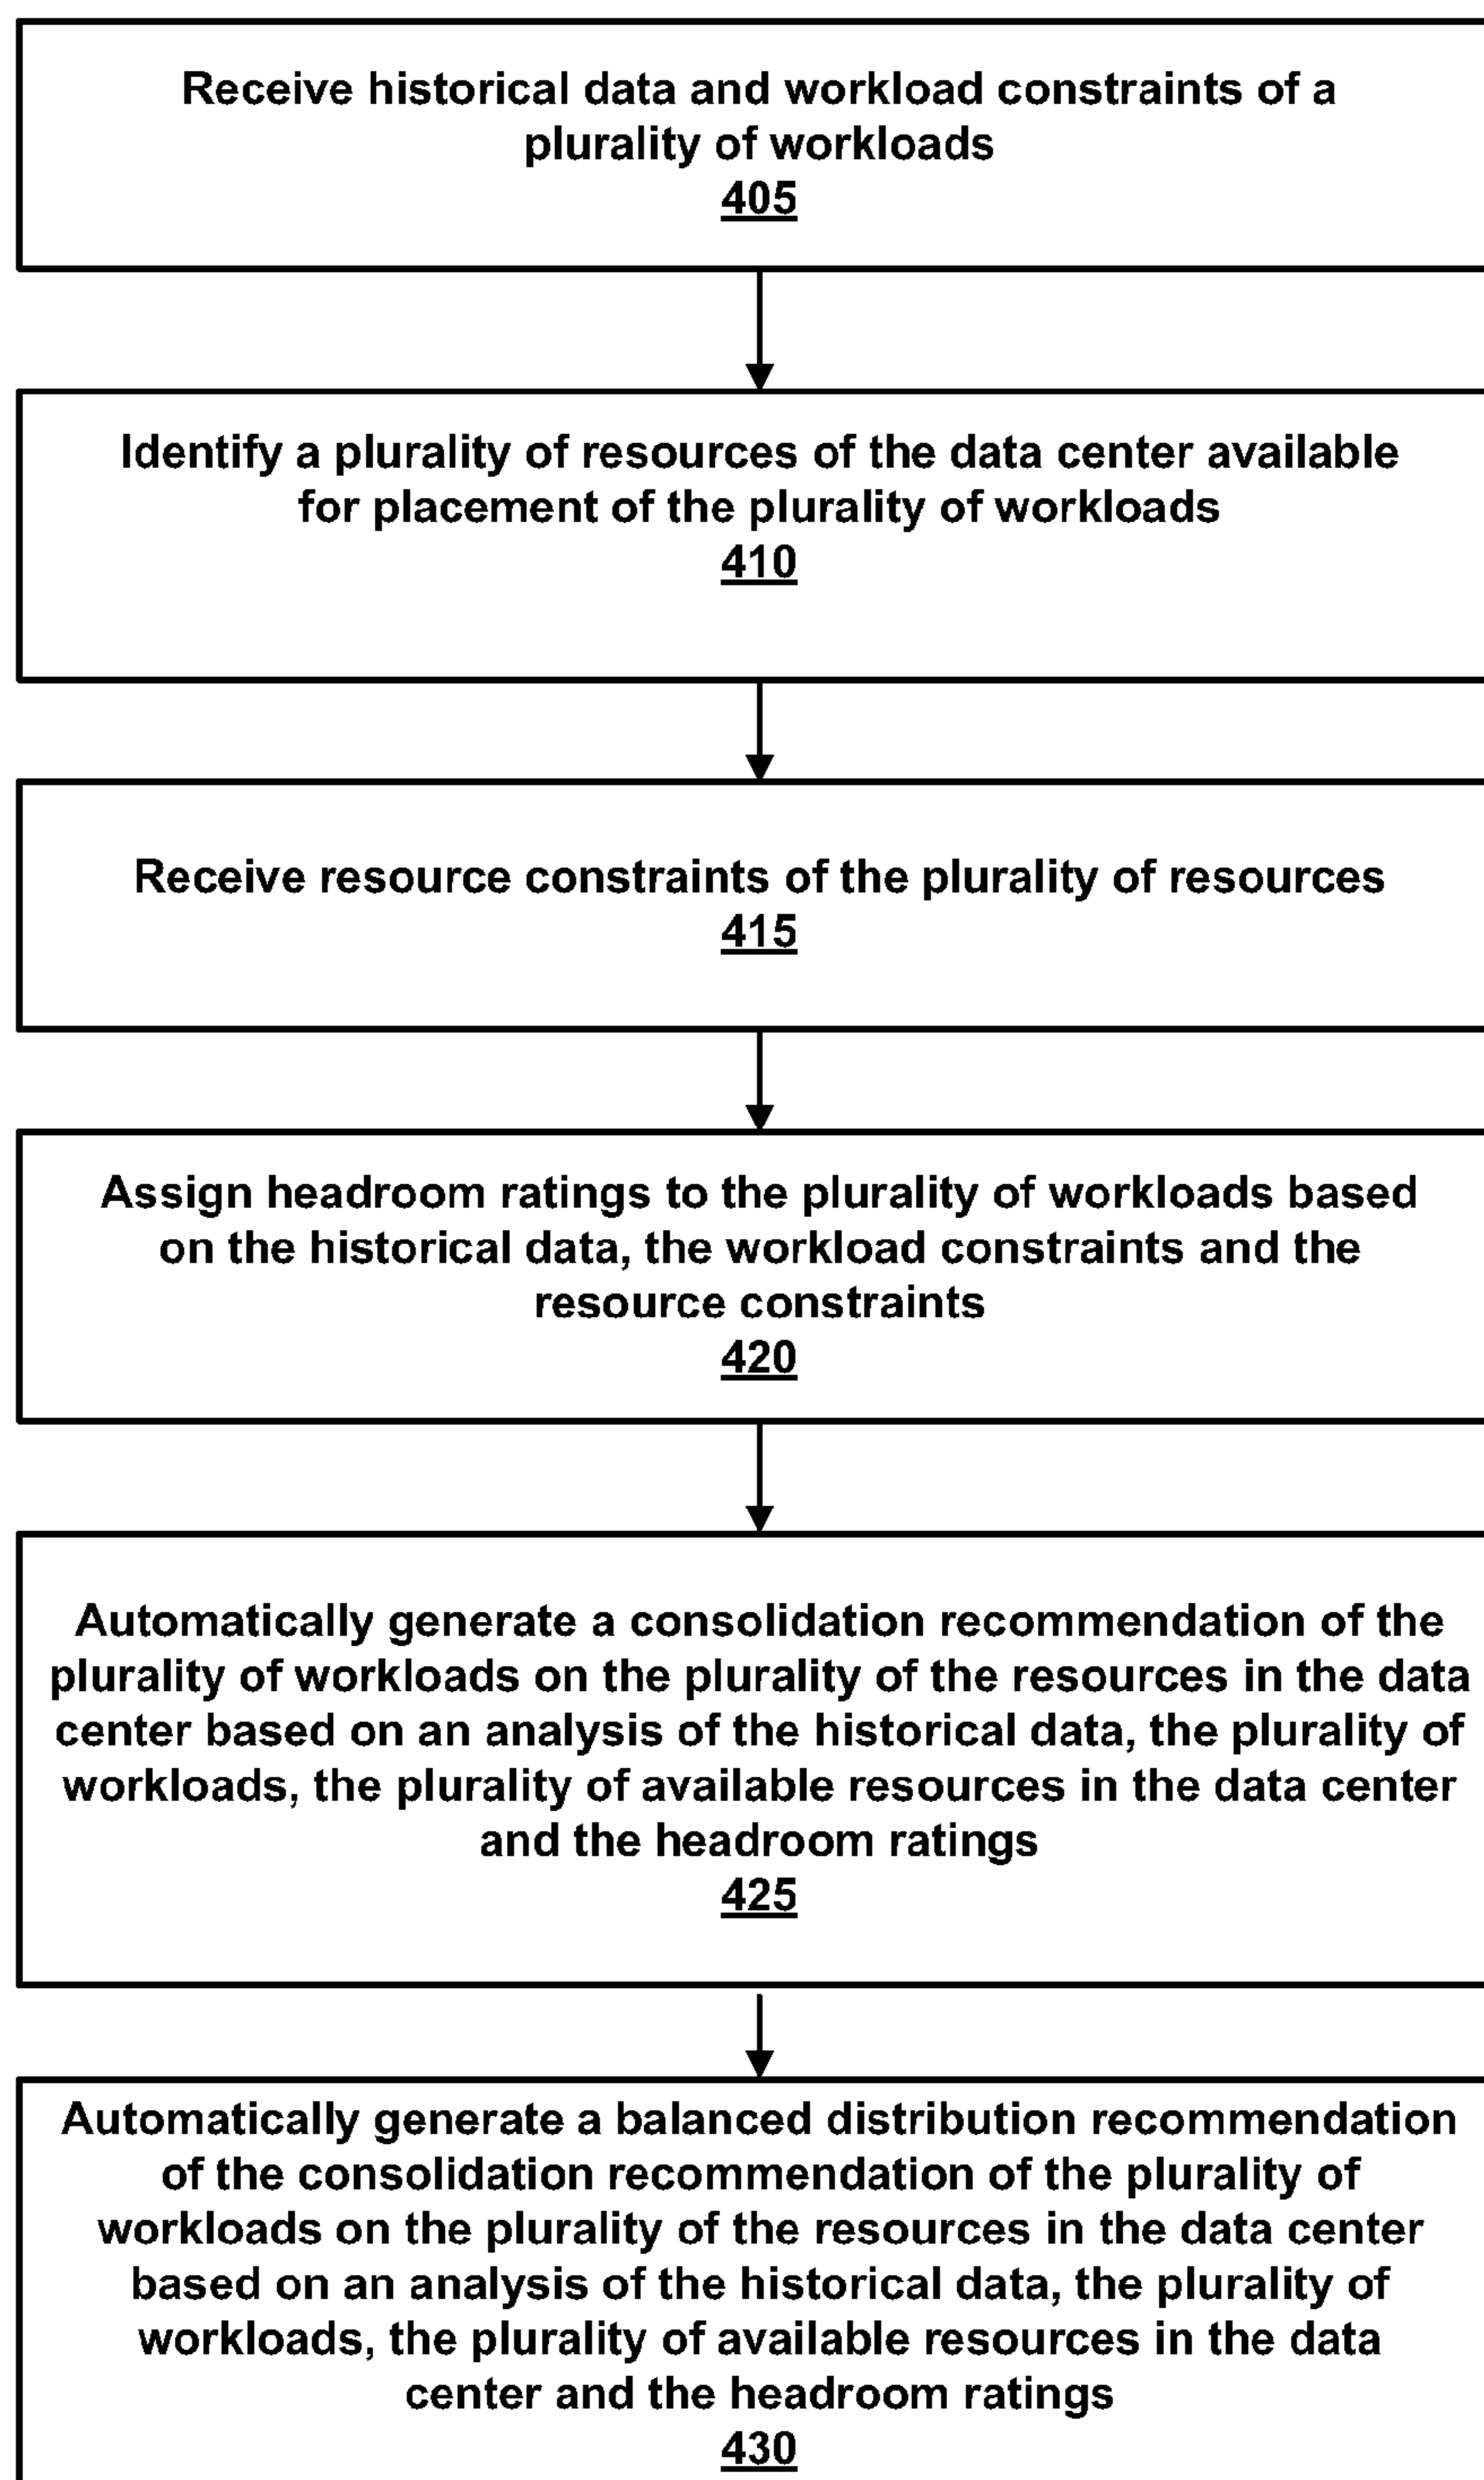 Receive historical data and workload constraints of a
plurality of workloads
405
Identify a plurality of resources of the data center available
for placement of the plurality of workloads
410
Receive resource constraints of the plurality of resources
415
Assign headroom ratings to the plurality of workloads based
on the historical data, the workload constraints and the
resource constraints
420
Automatically generate a consolidation recommendation of the
plurality of workloads on the plurality of the resources in the data
center based on an analysis of the historical data, the plurality of
workloads, the plurality of available resources in the data center
and the headroom ratings
425
Automatically generate a balanced distribution recommendation
of the consolidation recommendation of the plurality of
workloads on the plurality of the resources in the data center
based on an analysis of the historical data, the plurality of
workloads, the plurality of available resources in the data
center and the headroom ratings
430